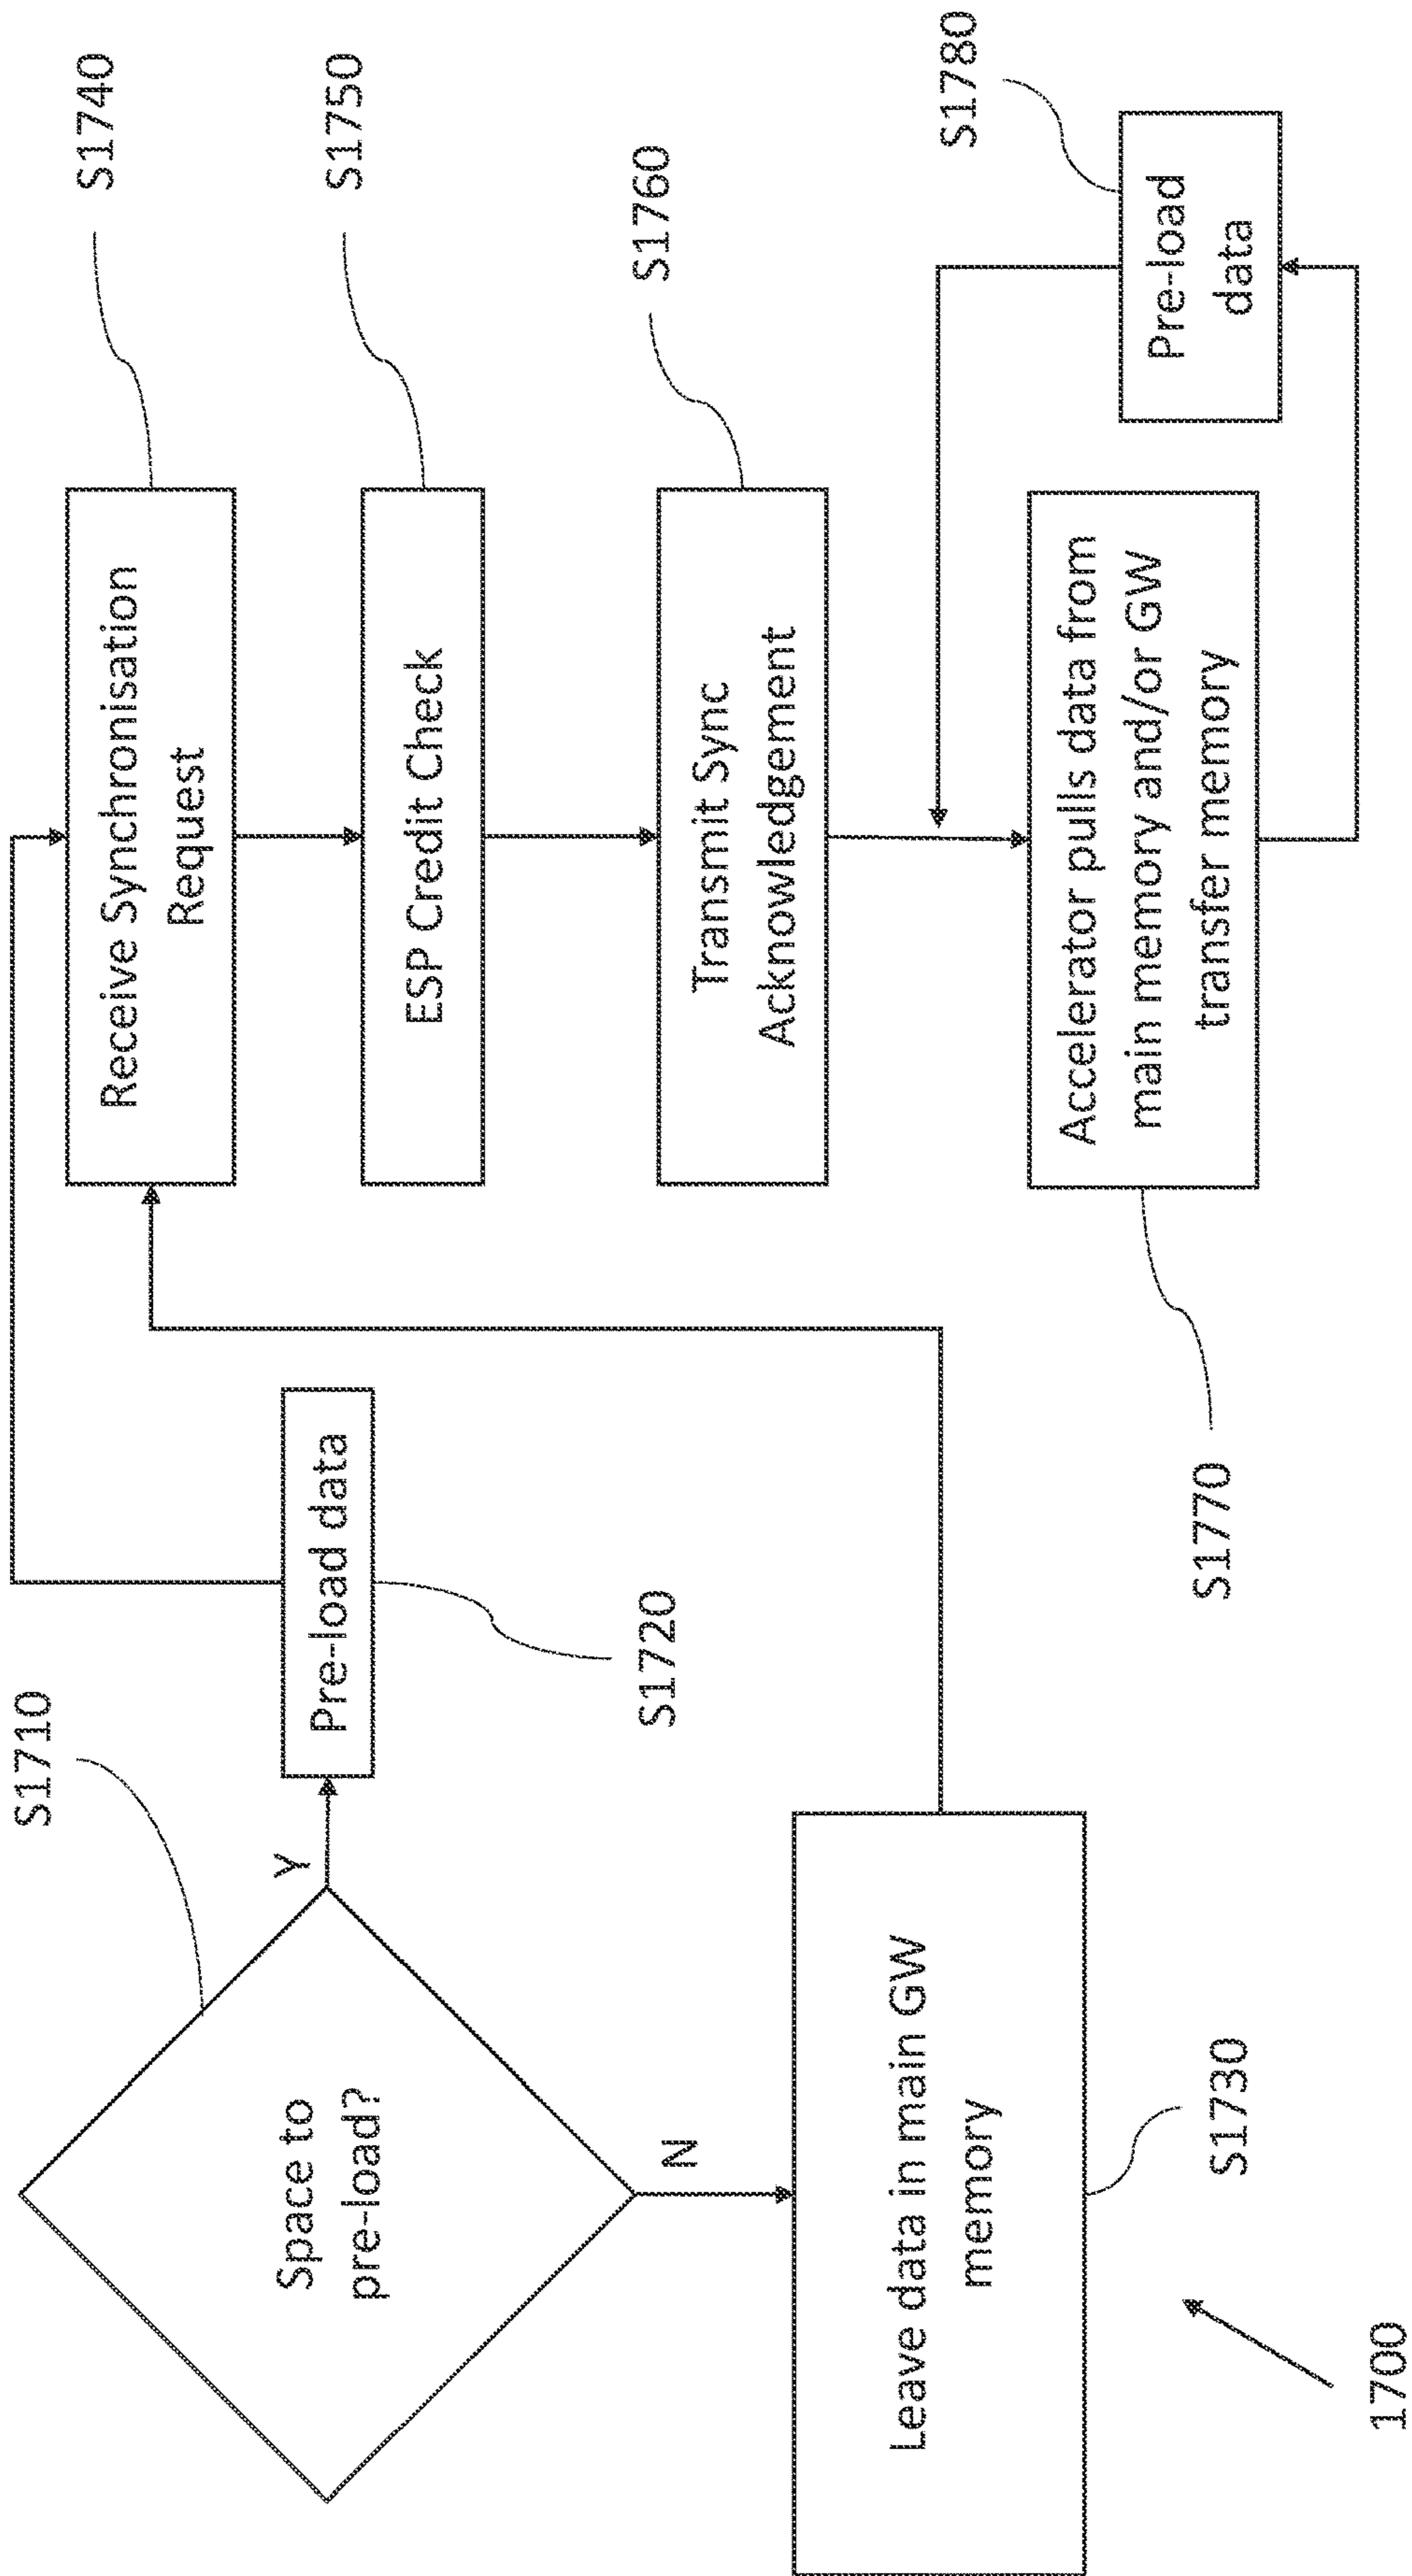 S1710
Space to
pre-load?
Y
N
Pre-load data
S1720
Leave data in main GW
memory
S1730
1700
Receive Synchronisation
Request
S1740
ESP Credit Check
S1750
Transmit Sync
Acknowledgement
S1760
Accelerator pulls data from
main memory and/or GW
transfer memory
S1770
Pre-load
data
S1780